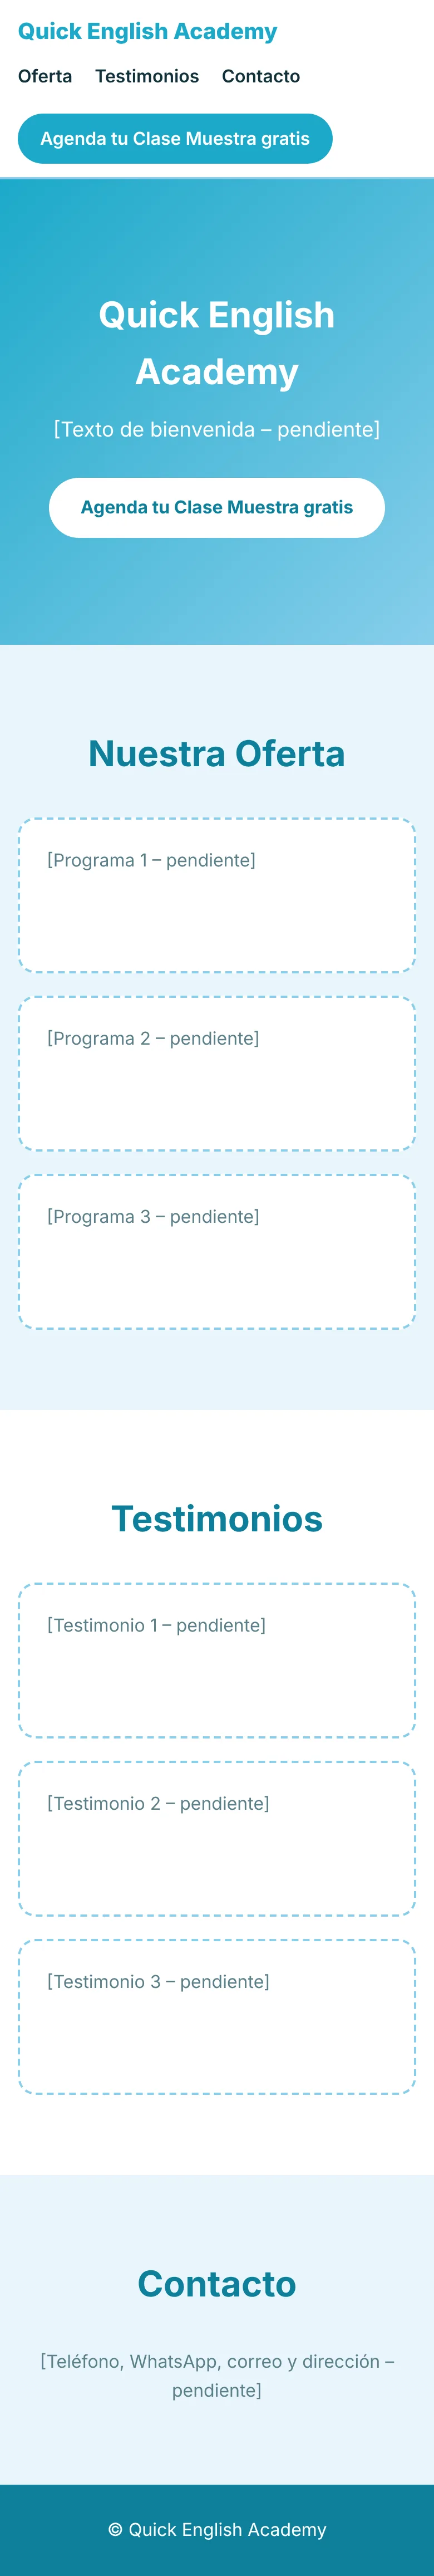 Quick English Academy
Oferta Testimonios Contacto
Agenda tu Clase Muestra gratis
Quick English
Academy
[Texto de bienvenida – pendiente]
Agenda tu Clase Muestra gratis
Nuestra Oferta
[Programa 1 – pendiente]
[Programa 2 – pendiente]
[Programa 3 – pendiente]
Testimonios
[Testimonio 1 – pendiente]
[Testimonio 2 – pendiente]
[Testimonio 3 – pendiente]
Contacto
[Teléfono, WhatsApp, correo y dirección –
pendiente]
© Quick English Academy